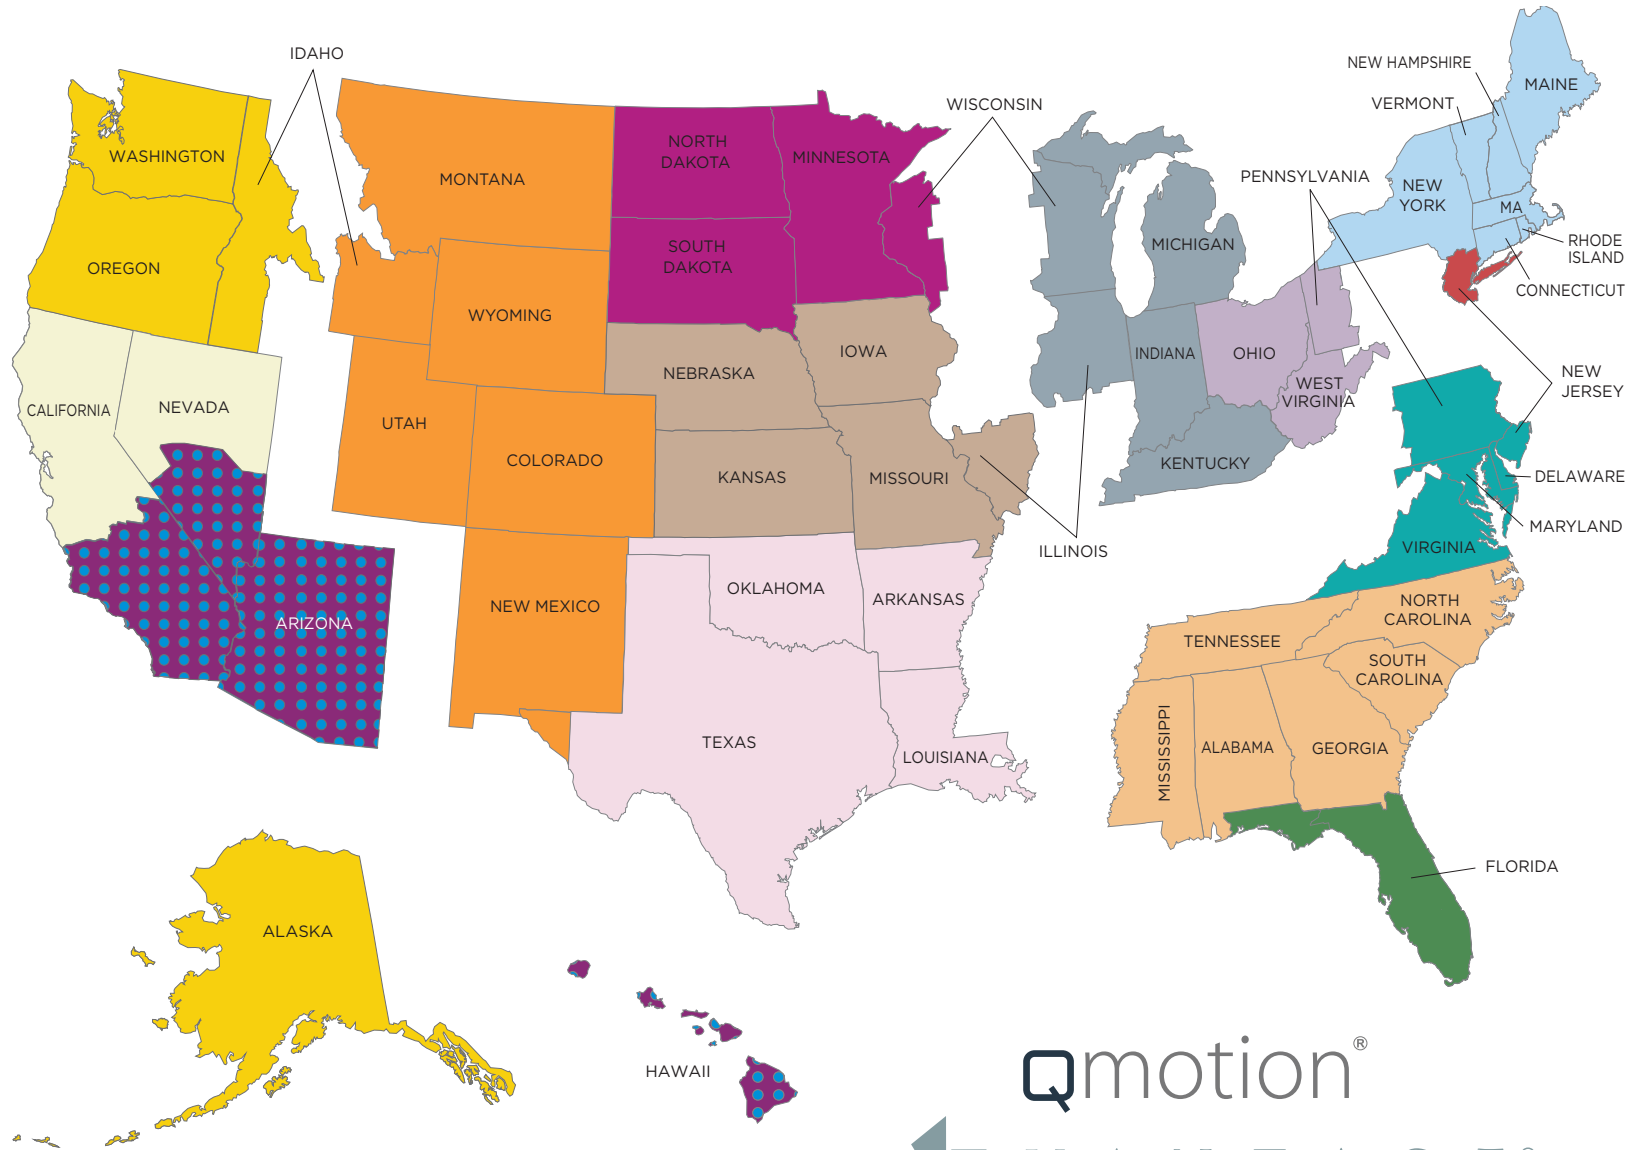 IDAHO
WASHINGTON
OREGON
MONTANA
WYOMING
NORTH
DAKOTA
MINNESOTA
SOUTH
DAKOTA
WISCONSIN
NEW HAMPSHIRE
MAINE
VERMONT
PENNSYLVANIA
NEW
YORK
MA
RHODE
ISLAND
CONNECTICUT
MICHIGAN
CALIFORNIA
NEVADA
UTAH
COLORADO
NEBRASKA
IOWA
KANSAS
MISSOURI
INDIANA
OHIO
WEST
VIRGINIA
KENTUCKY
ILLINOIS
NEW
JERSEY
DELAWARE
MARYLAND
VIRGINIA
ARIZONA
NEW MEXICO
OKLAHOMA
ARKANSAS
TEXAS
LOUISIANA
TENNESSEE
NORTH
CAROLINA
SOUTH
CAROLINA
MISSISSIPPI
ALABAMA
GEORGIA
FLORIDA
ALASKA
HAWAII
Qmotion®